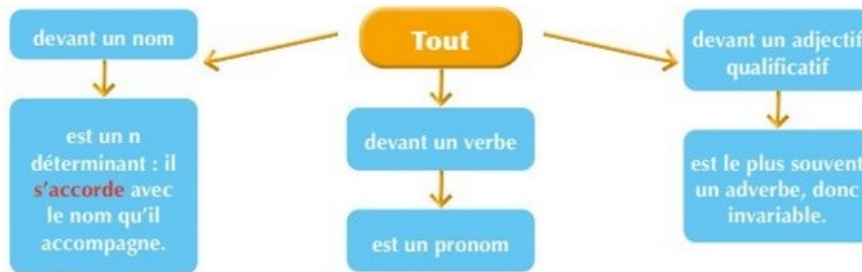 Tout
devant un nom
est un n
déterminant : il
s'accorde avec
le nom qu'il
accompagne.
devant un verbe
est un pronom
devant un adjectif
qualificatif
est le plus souvent
un adverbe, donc
invariable.